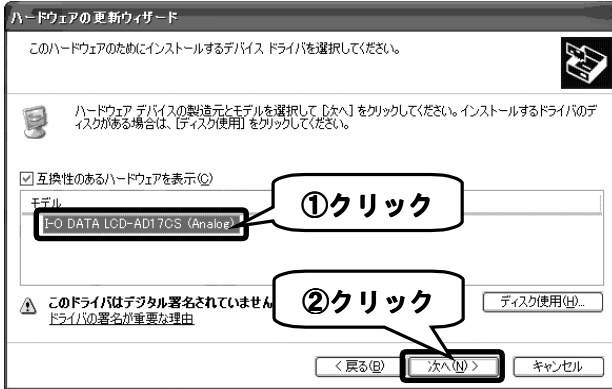 ハードウェアの更新ウィザード
このハードウェアのためにインストールするデバイス ドライバを選択してください。
ハードウェア デバイスの製造元とモデルを選択して [次へ] をクリックしてください。インストールするドライバのデ
ィスクがある場合は、[ディスク使用] をクリックしてください。
互換性のあるハードウェアを表示(C)
モデル
I-O DATA LCD-AD17CS (Analog)
①クリック
このドライバはデジタル署名されていません
ドライバの署名が重要な理由
②クリック
ディスク使用(H)...
< 戻る(B)
次へ(N) >
キャンセル